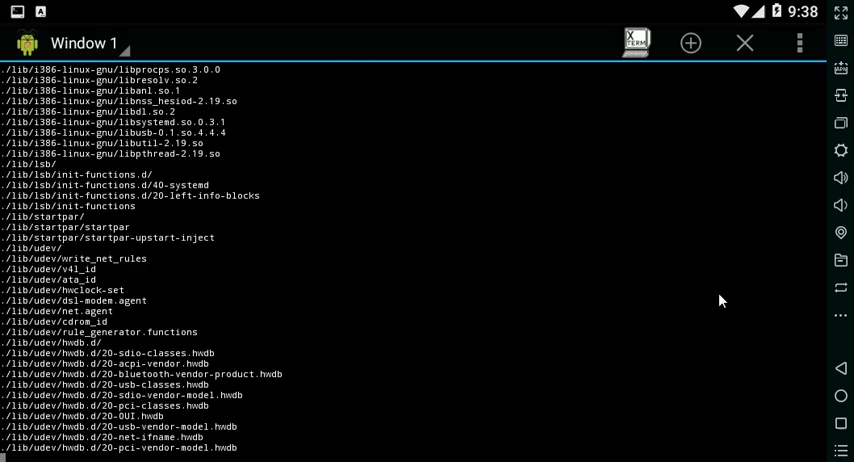 9:38
Window 1
X
TERM
./lib/i386-linux-gnu/libprocps.so.3.0.0
./lib/i386-linux-gnu/libresolv.so.2
./lib/i386-linux-gnu/libanl.so.1
./lib/i386-linux-gnu/libnss_hesiod-2.19.so
./lib/i386-linux-gnu/libdl.so.2
./lib/i386-linux-gnu/libsystemd.so.0.3.1
./lib/i386-linux-gnu/libusb-0.1.so.4.4.4
./lib/i386-linux-gnu/libutil-2.19.so
./lib/i386-linux-gnu/libpthread-2.19.so
./lib/lsb/
./lib/lsb/init-functions.d/
./lib/lsb/init-functions.d/40-systemd
./lib/lsb/init-functions.d/20-left-info-blocks
./lib/lsb/init-functions
./lib/startpar/
./lib/startpar/startpar
./lib/startpar/startpar-upstart-inject
./lib/udev/
./lib/udev/write_net_rules
./lib/udev/v4l_id
./lib/udev/ata_id
./lib/udev/hwclock-set
./lib/udev/dsl-modem.agent
./lib/udev/net.agent
./lib/udev/cdrom_id
./lib/udev/rule_generator.functions
./lib/udev/hwdb.d/
./lib/udev/hwdb.d/20-sdio-classes.hwdb
./lib/udev/hwdb.d/20-acpi-vendor.hwdb
./lib/udev/hwdb.d/20-bluetooth-vendor-product.hwdb
./lib/udev/hwdb.d/20-usb-classes.hwdb
./lib/udev/hwdb.d/20-sdio-vendor-model.hwdb
./lib/udev/hwdb.d/20-pci-classes.hwdb
./lib/udev/hwdb.d/20-OUI.hwdb
./lib/udev/hwdb.d/20-usb-vendor-model.hwdb
./lib/udev/hwdb.d/20-net-ifname.hwdb
./lib/udev/hwdb.d/20-pci-vendor-model.hwdb